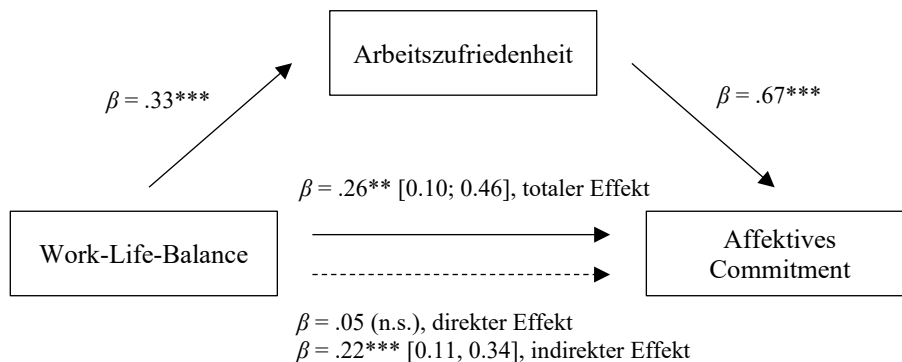 Arbeitszufriedenheit
β = .33***
β = .67***
β = .26** [0.10; 0.46], totaler Effekt
Work-Life-Balance
Affektives
Commitment
β = .05 (n.s.), direkter Effekt
β = .22*** [0.11, 0.34], indirekter Effekt